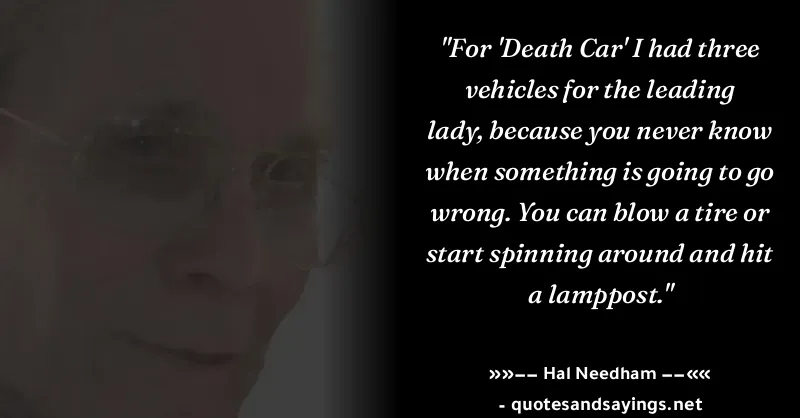 "For 'Death Car' I had three
vehicles for the leading
lady, because you never know
when something is going to go
wrong. You can blow a tire or
start spinning around and hit
a lamppost."
»»–– Hal Needham ––««
- quotesandsayings.net